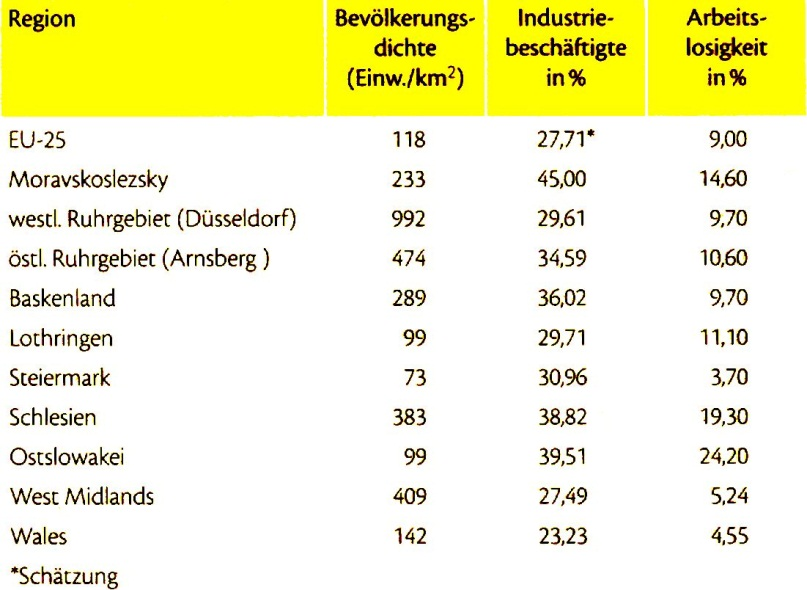 Region Bevölkerungs- Industrie- Arbeits-
dichte beschäftigte losigkeit
(Einw./km²) in % in %
EU-25 118 27,71* 9,00
Moravskoslezsky 233 45,00 14,60
westl. Ruhrgebiet (Düsseldorf) 992 29,61 9,70
östl. Ruhrgebiet (Arnsberg ) 474 34,59 10,60
Baskenland 289 36,02 9,70
Lothringen 99 29,71 11,10
Steiermark 73 30,96 3,70
Schlesien 383 38,82 19,30
Ostslowakei 99 39,51 24,20
West Midlands 409 27,49 5,24
Wales 142 23,23 4,55
*Schätzung